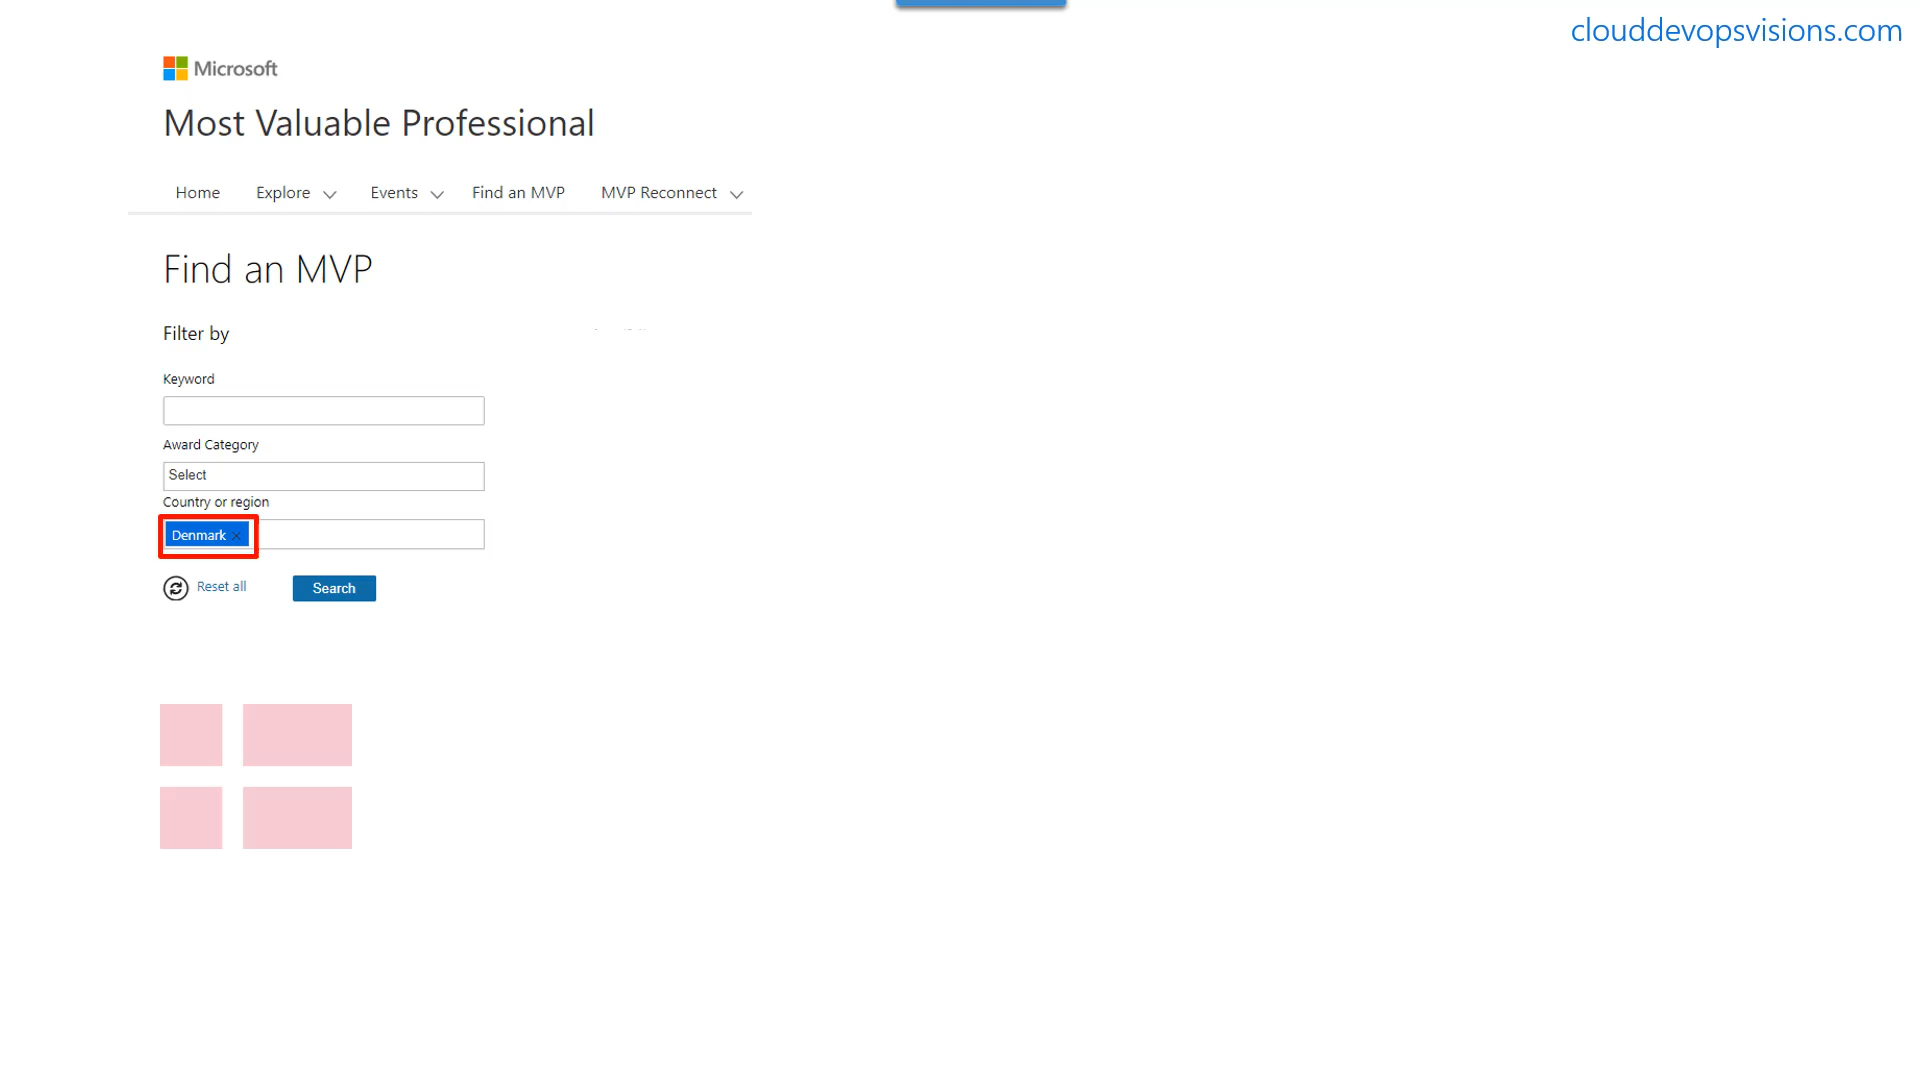 clouddevopsvisions.com
Microsoft
Most Valuable Professional
Home Explore Events Find an MVP MVP Reconnect
Find an MVP
Filter by
Keyword
Award Category
Select
Country or region
Denmark ×
Reset all Search